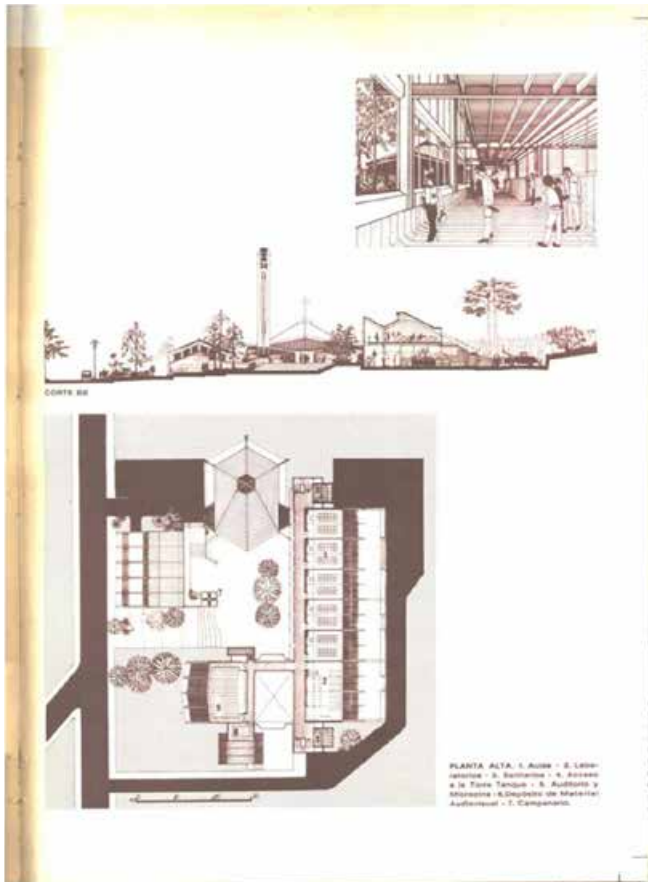 CORTE BB
PLANTA ALTA. 1. Aulas - 2. Labo-
ratorios - 3. Sanitarios - 4. Acceso
a la Torre Tanque - 5. Auditorio y
Microcine - 6. Depósito de Material
Audiovisual - 7. Campanario.